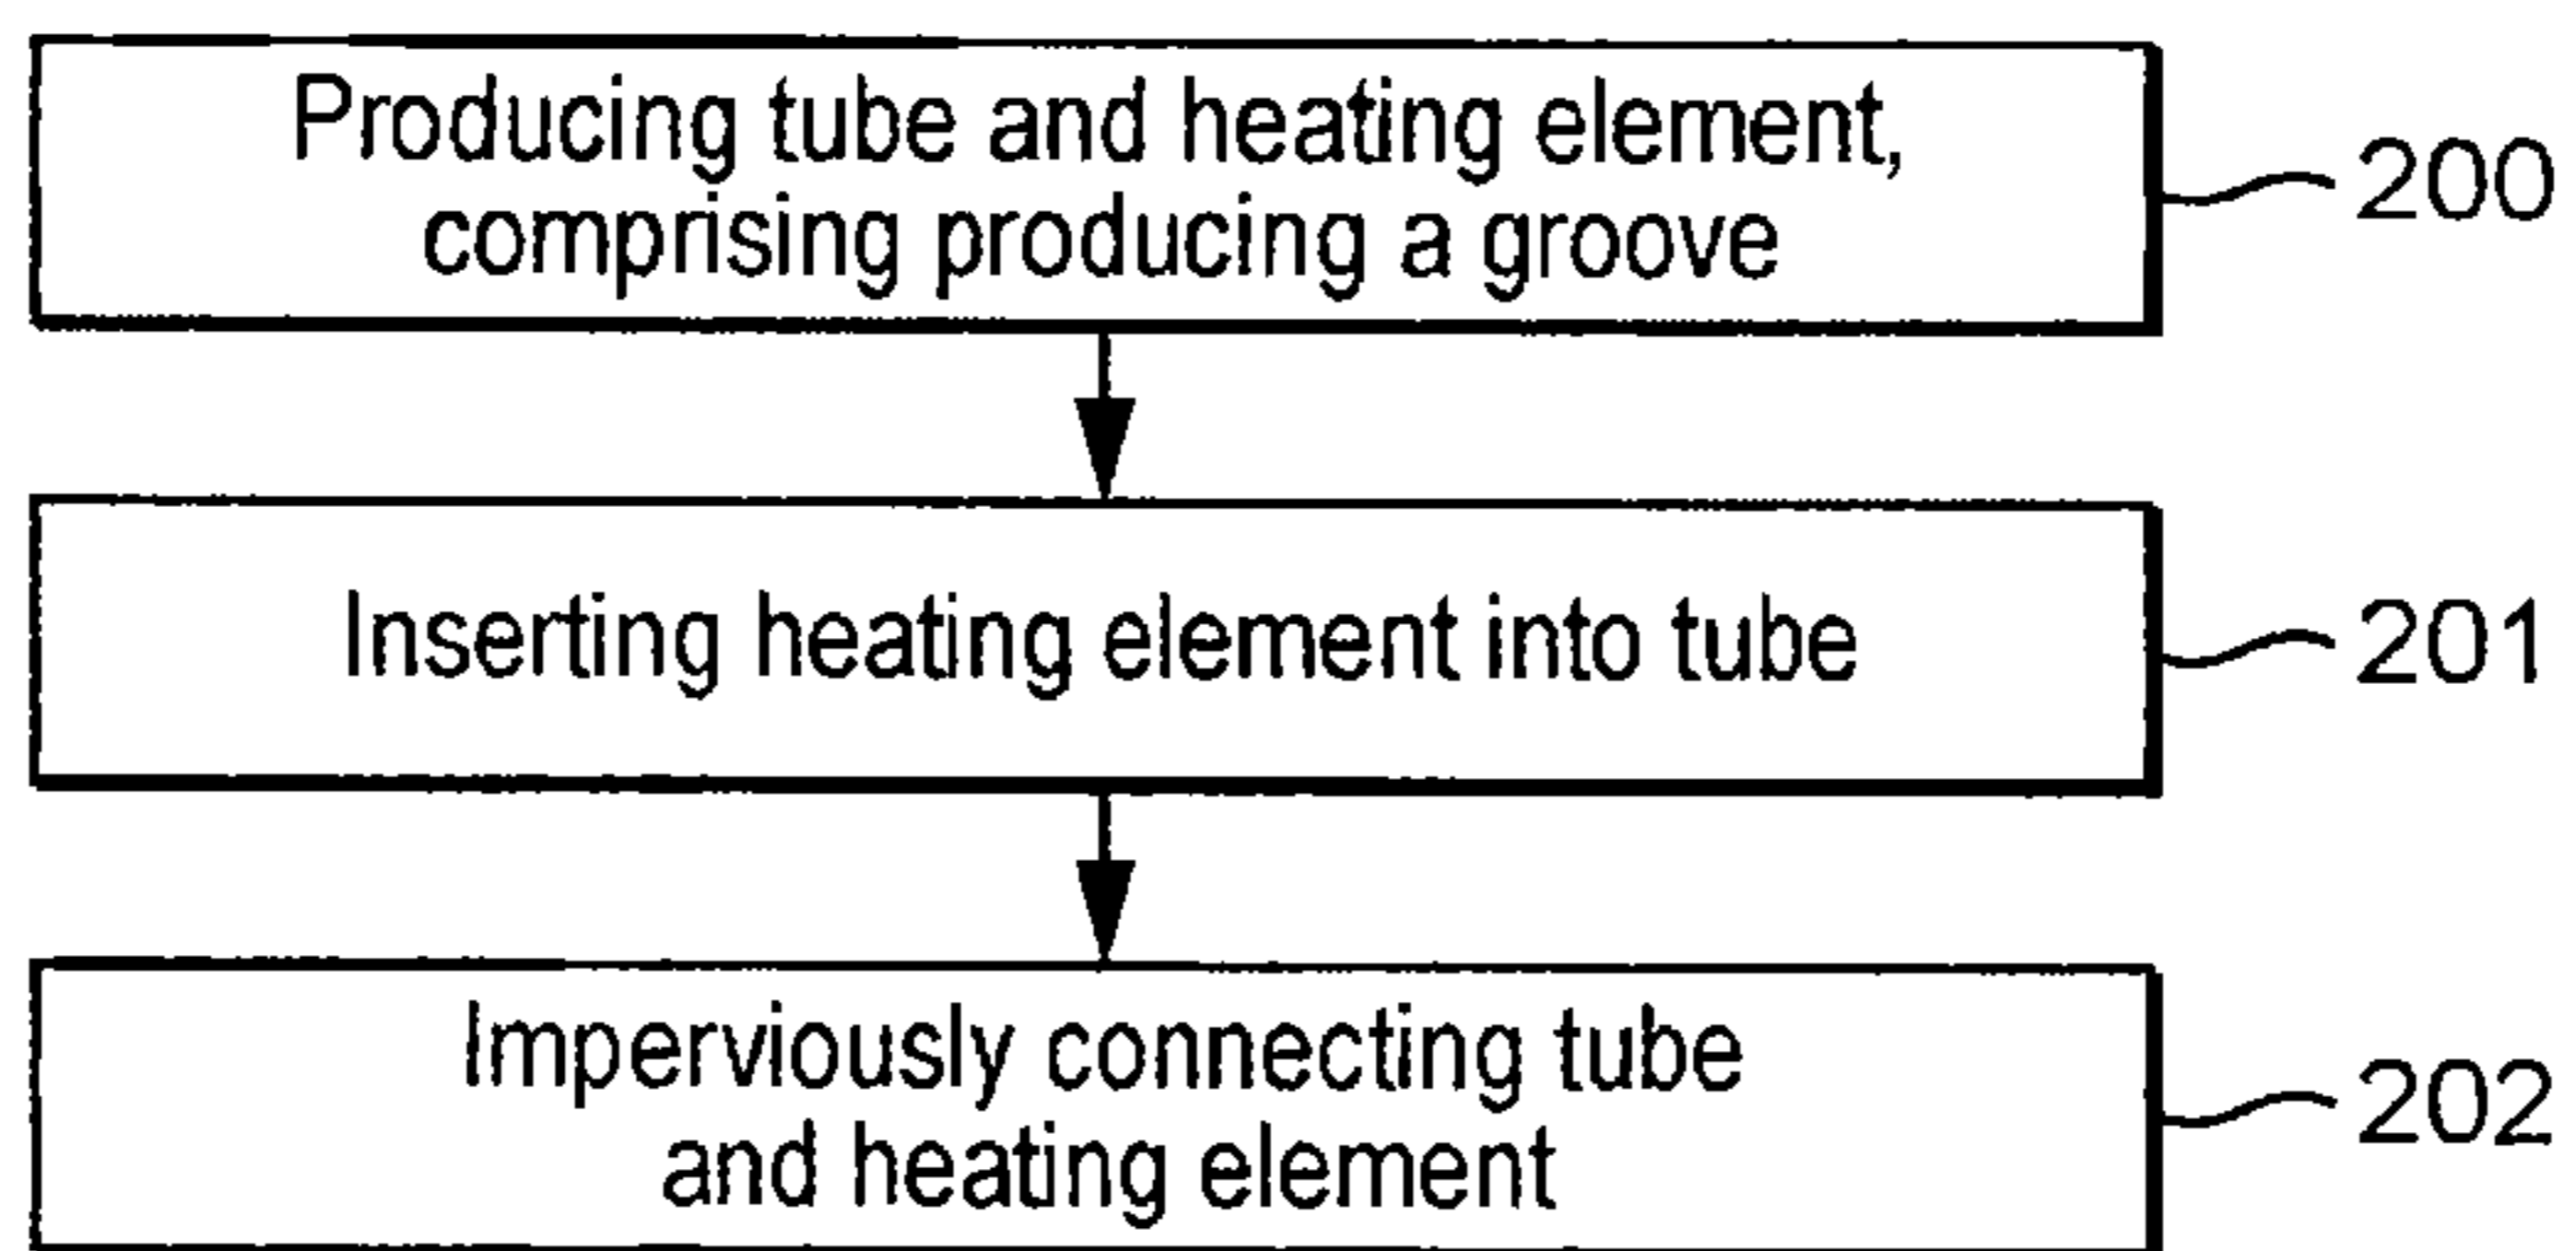 Producing tube and heating element,
comprising producing a groove
200
Inserting heating element into tube
201
Imperviously connecting tube
and heating element
202